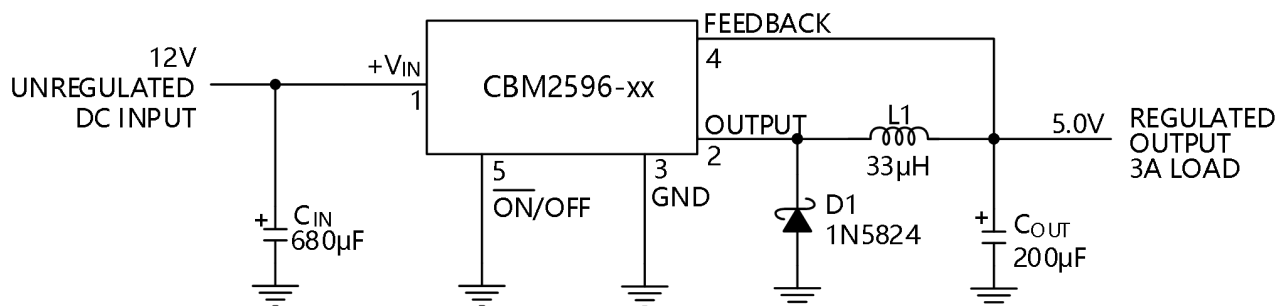 12V
UNREGULATED
DC INPUT
+VIN
1
CBM2596-xx
FEEDBACK
4
OUTPUT
2
5
ON/OFF
3
GND
L1
33μH
5.0V
REGULATED
OUTPUT
3A LOAD
+
CIN
680μF
D1
1N5824
+
COUT
200μF